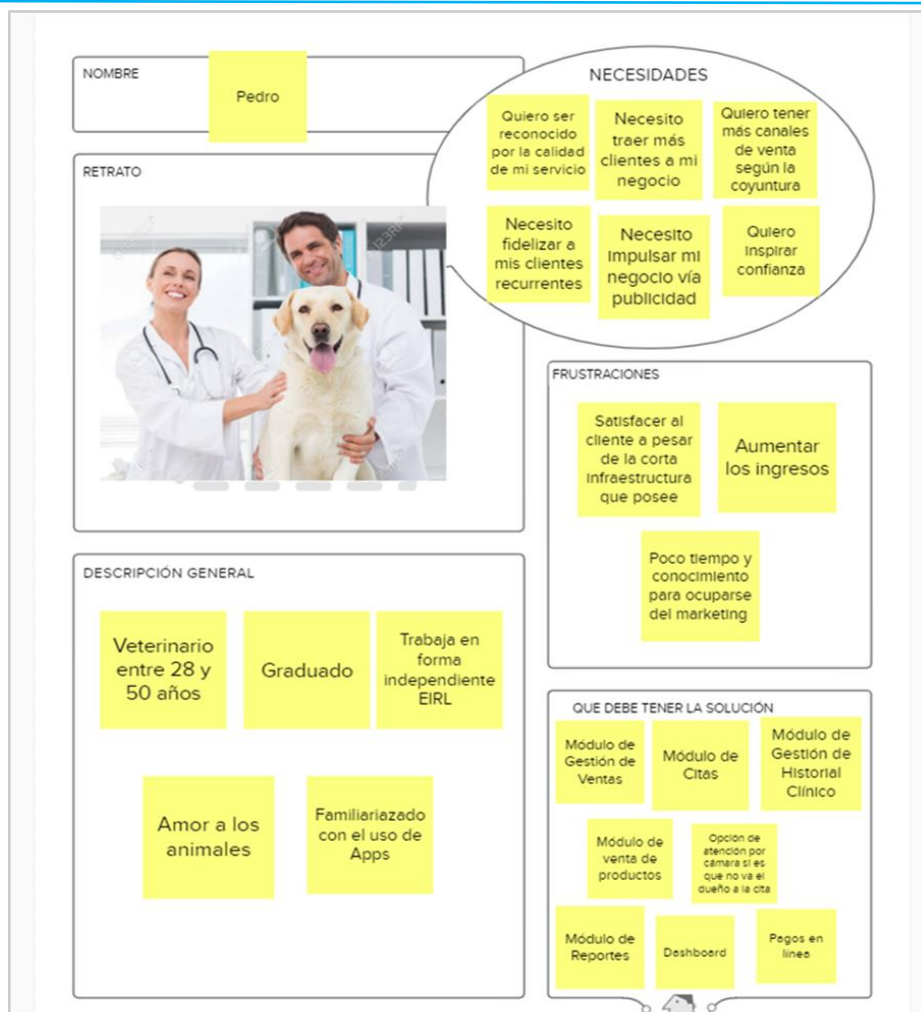 NOMBRE
Pedro
NECESIDADES
Quiero ser
reconocido
por la calidad
de mi servicio
Necesito
traer más
clientes a mi
negocio
Quiero tener
más canales
de venta
según la
coyuntura
Necesito
fidelizar a
mis clientes
recurrentes
Necesito
impulsar mi
negocio vía
publicidad
Quiero
inspirar
confianza
RETRATO
123RF
FRUSTRACIONES
Satisfacer al
cliente a pesar
de la corta
infraestructura
que posee
Aumentar
los ingresos
Poco tiempo y
conocimiento
para ocuparse
del marketing
DESCRIPCIÓN GENERAL
Veterinario
entre 28 y
50 años
Graduado
Trabaja en
forma
independiente
EIRL
Amor a los
animales
Familiariazado
con el uso de
Apps
QUE DEBE TENER LA SOLUCIÓN
Módulo de
Gestión de
Ventas
Módulo de
Citas
Módulo de
Gestión de
Historial
Clínico
Módulo de
venta de
productos
Opción de
atención por
cámara si es
que no va el
dueño a la cita
Módulo de
Reportes
Dashboard
Pagos en
línea